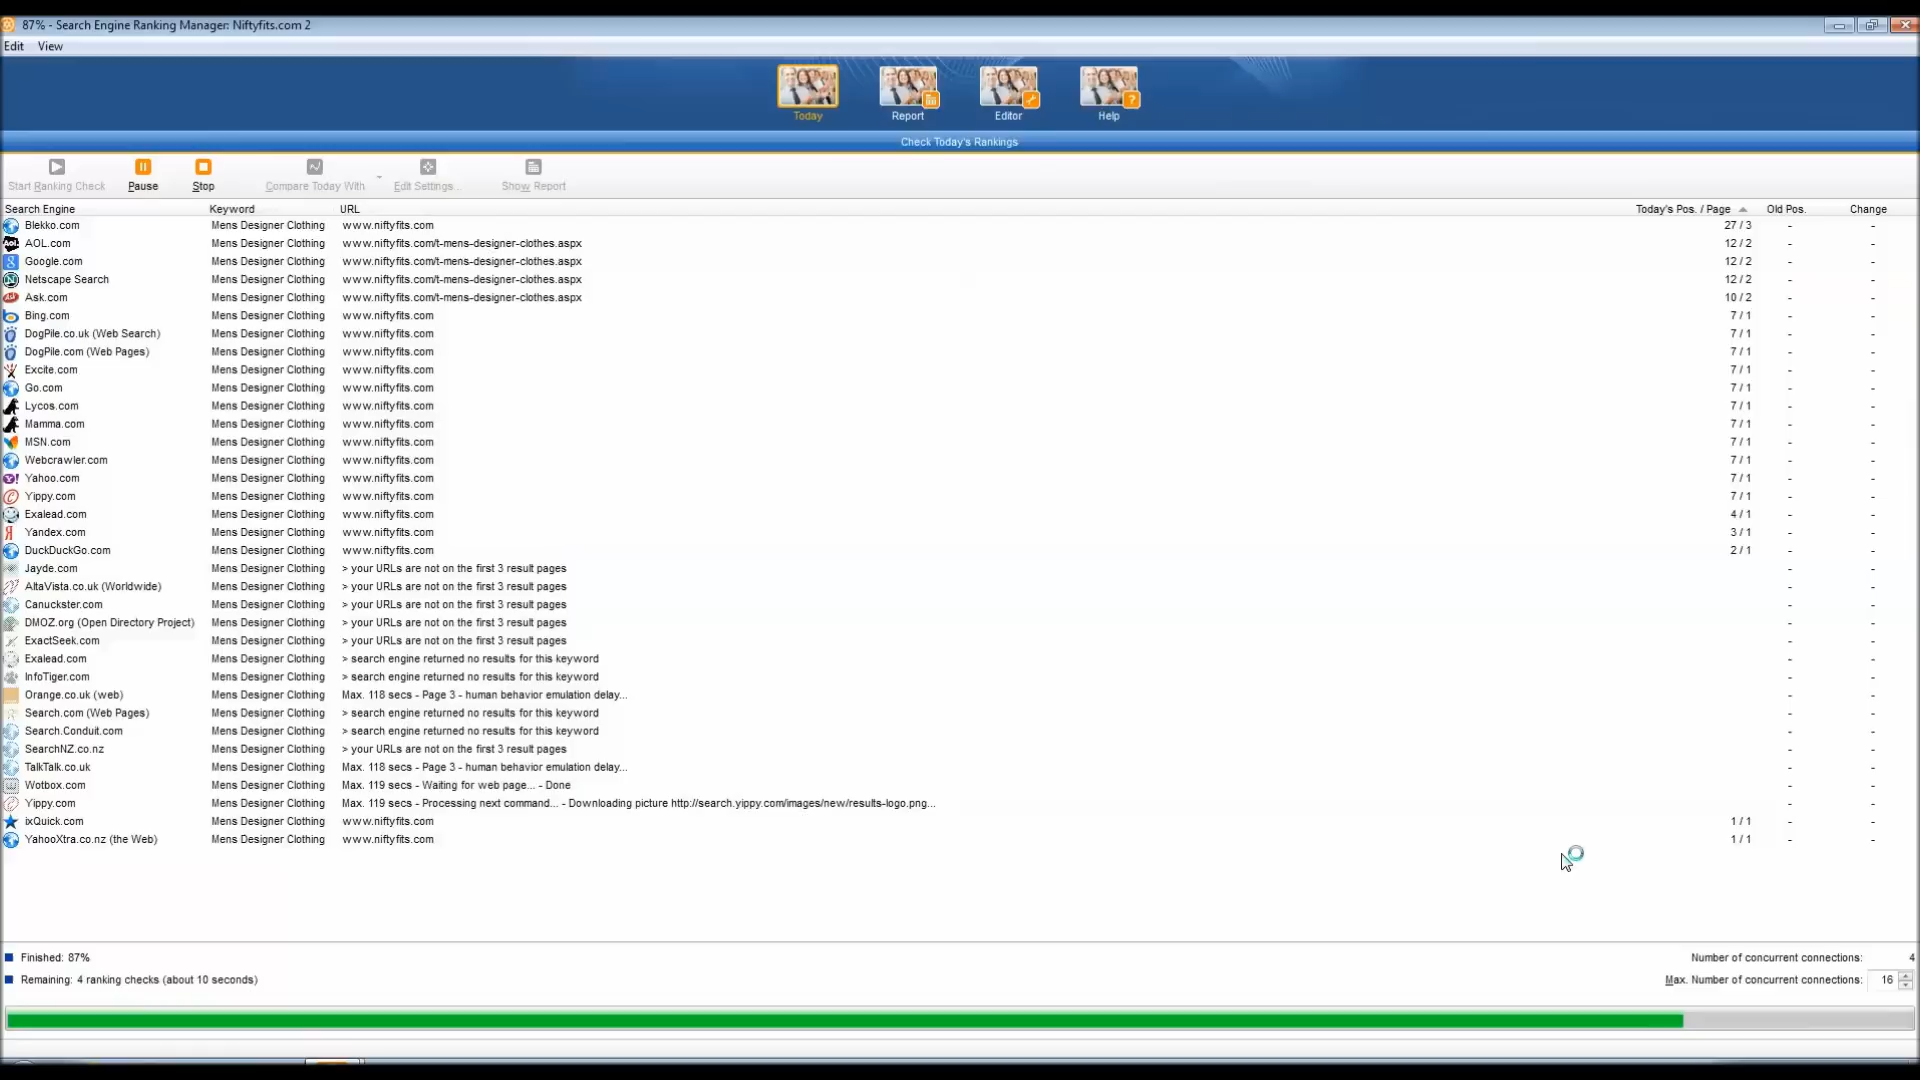 87% - Search Engine Ranking Manager: Niftyfits.com 2
Edit View
Today Report Editor Help
Check Today's Rankings
Start Ranking Check Pause Stop Compare Today With Edit Settings... Show Report
Search Engine Keyword URL Today's Pos. / Page Old Pos. Change
Blekko.com Mens Designer Clothing www.niftyfits.com 27 / 3 - -
AOL.com Mens Designer Clothing www.niftyfits.com/t-mens-designer-clothes.aspx 12 / 2 - -
Google.com Mens Designer Clothing www.niftyfits.com/t-mens-designer-clothes.aspx 12 / 2 - -
Netscape Search Mens Designer Clothing www.niftyfits.com/t-mens-designer-clothes.aspx 12 / 2 - -
Ask.com Mens Designer Clothing www.niftyfits.com/t-mens-designer-clothes.aspx 10 / 2 - -
Bing.com Mens Designer Clothing www.niftyfits.com 7 / 1 - -
DogPile.co.uk (Web Search) Mens Designer Clothing www.niftyfits.com 7 / 1 - -
DogPile.com (Web Pages) Mens Designer Clothing www.niftyfits.com 7 / 1 - -
Excite.com Mens Designer Clothing www.niftyfits.com 7 / 1 - -
Go.com Mens Designer Clothing www.niftyfits.com 7 / 1 - -
Lycos.com Mens Designer Clothing www.niftyfits.com 7 / 1 - -
Mamma.com Mens Designer Clothing www.niftyfits.com 7 / 1 - -
MSN.com Mens Designer Clothing www.niftyfits.com 7 / 1 - -
Webcrawler.com Mens Designer Clothing www.niftyfits.com 7 / 1 - -
Yahoo.com Mens Designer Clothing www.niftyfits.com 7 / 1 - -
Yippy.com Mens Designer Clothing www.niftyfits.com 7 / 1 - -
Exalead.com Mens Designer Clothing www.niftyfits.com 4 / 1 - -
Yandex.com Mens Designer Clothing www.niftyfits.com 3 / 1 - -
DuckDuckGo.com Mens Designer Clothing www.niftyfits.com 2 / 1 - -
Jayde.com Mens Designer Clothing > your URLs are not on the first 3 result pages - -
AltaVista.co.uk (Worldwide) Mens Designer Clothing > your URLs are not on the first 3 result pages - -
Canuckster.com Mens Designer Clothing > your URLs are not on the first 3 result pages - -
DMOZ.org (Open Directory Project) Mens Designer Clothing > your URLs are not on the first 3 result pages - -
ExactSeek.com Mens Designer Clothing > your URLs are not on the first 3 result pages - -
Exalead.com Mens Designer Clothing > search engine returned no results for this keyword - -
InfoTiger.com Mens Designer Clothing > search engine returned no results for this keyword - -
Orange.co.uk (web) Mens Designer Clothing Max. 118 secs - Page 3 - human behavior emulation delay... - -
Search.com (Web Pages) Mens Designer Clothing > search engine returned no results for this keyword - -
Search.Conduit.com Mens Designer Clothing > search engine returned no results for this keyword - -
SearchNZ.co.nz Mens Designer Clothing > your URLs are not on the first 3 result pages - -
TalkTalk.co.uk Mens Designer Clothing Max. 118 secs - Page 3 - human behavior emulation delay... - -
Wotbox.com Mens Designer Clothing Max. 119 secs - Waiting for web page... - Done - -
Yippy.com Mens Designer Clothing Max. 119 secs - Processing next command... - Downloading picture http://search.yippy.com/images/new/results-logo.png... - -
ixQuick.com Mens Designer Clothing www.niftyfits.com 1 / 1 - -
YahooXtra.co.nz (the Web) Mens Designer Clothing www.niftyfits.com 1 / 1 - -
Finished: 87% Number of concurrent connections: 4
Remaining: 4 ranking checks (about 10 seconds) Max. Number of concurrent connections: 16